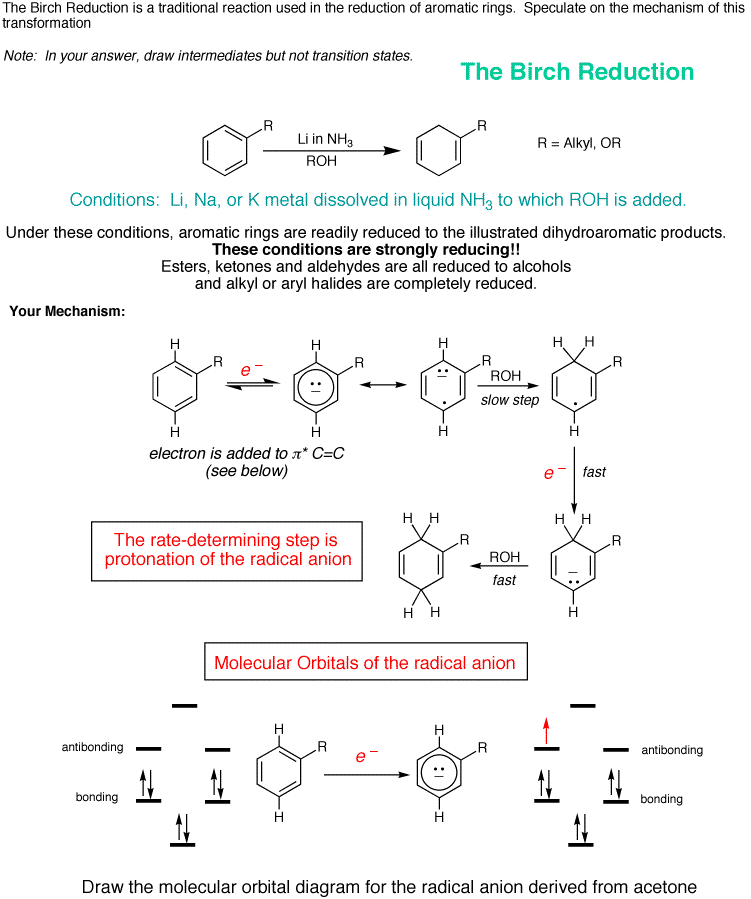 The Birch Reduction is a traditional reaction used in the reduction of aromatic rings. Speculate on the mechanism of this
transformation
Note: In your answer, draw intermediates but not transition states.
The Birch Reduction
R
Li in NH3
ROH
R
R = Alkyl, OR
Conditions: Li, Na, or K metal dissolved in liquid NH3 to which ROH is added.
Under these conditions, aromatic rings are readily reduced to the illustrated dihydroaromatic products.
These conditions are strongly reducing!!
Esters, ketones and aldehydes are all reduced to alcohols
and alkyl or aryl halides are completely reduced.
Your Mechanism:
H
R
H
e –
H
R
H
H
R
H
ROH
slow step
H H
R
H
electron is added to π* C=C
(see below)
e – fast
The rate-determining step is
protonation of the radical anion
H H
R
H H
ROH
fast
H H
R
H
Molecular Orbitals of the radical anion
antibonding
bonding
H
R
H
e –
H
R
H
antibonding
bonding
Draw the molecular orbital diagram for the radical anion derived from acetone